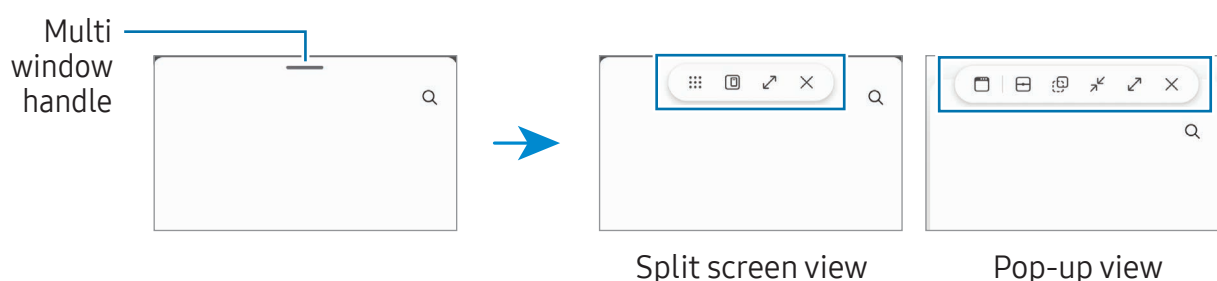 Multi
window
handle
Split screen view
Pop-up view